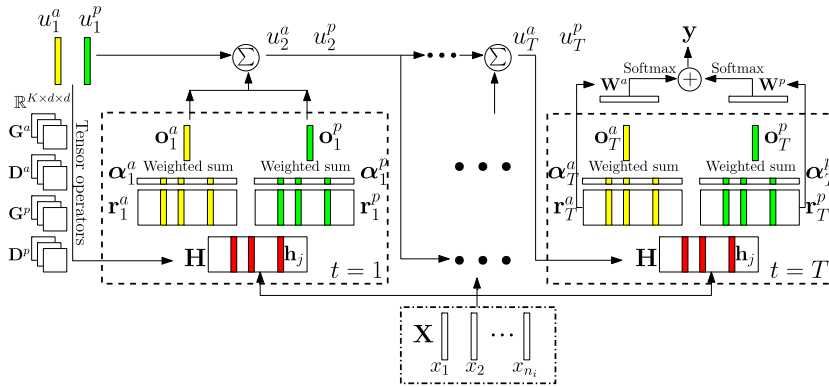 u_1^a u_1^p
Σ
u_2^a u_2^p
Σ
u_T^a u_T^p
y
Softmax
Softmax
+
W^a
W^p
ℝ^{K×d×d}
G^a
D^a
G^p
D^p
Tensor operators
o_1^a
o_1^p
Weighted sum
Weighted sum
α_1^a
α_1^p
r_1^a
r_1^p
H
h_j
t = 1
o_T^a
o_T^p
Weighted sum
Weighted sum
α_T^a
r_T^a
r_T^p
H
h_j
t = T
X
x_1 x_2 ... x_{n_i}